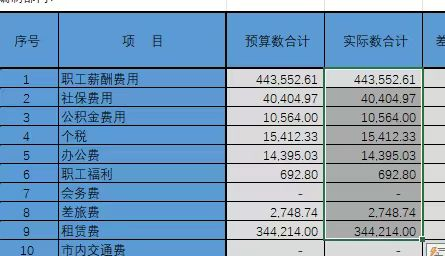 序号 项 目 预算数合计 实际数合计 差
1 职工薪酬费用 443,552.61 443,552.61
2 社保费用 40,404.97 40,404.97
3 公积金费用 10,564.00 10,564.00
4 个税 15,412.33 15,412.33
5 办公费 14,395.03 14,395.03
6 职工福利 692.80 692.80
7 会务费 - -
8 差旅费 2,748.74 2,748.74
9 租赁费 344,214.00 344,214.00
10 市内交通费 - -